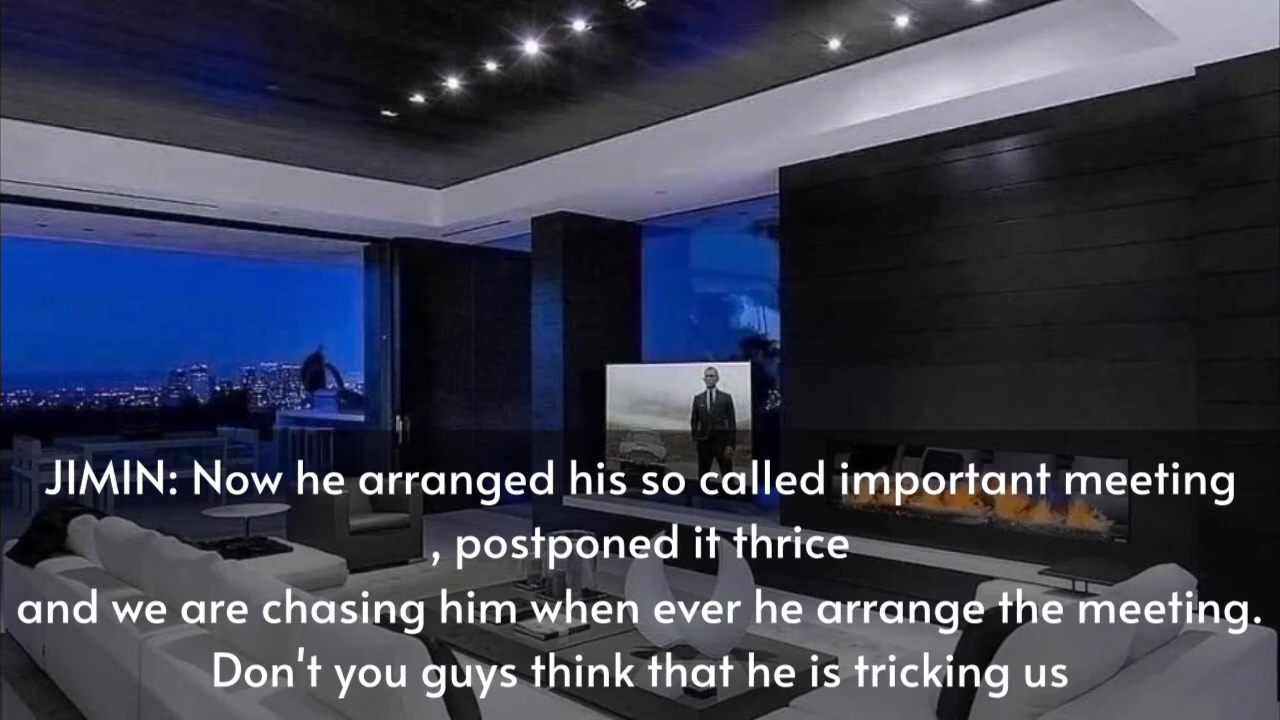 JIMIN: Now he arranged his so called important meeting
, postponed it thrice
and we are chasing him when ever he arrange the meeting.
Don't you guys think that he is tricking us